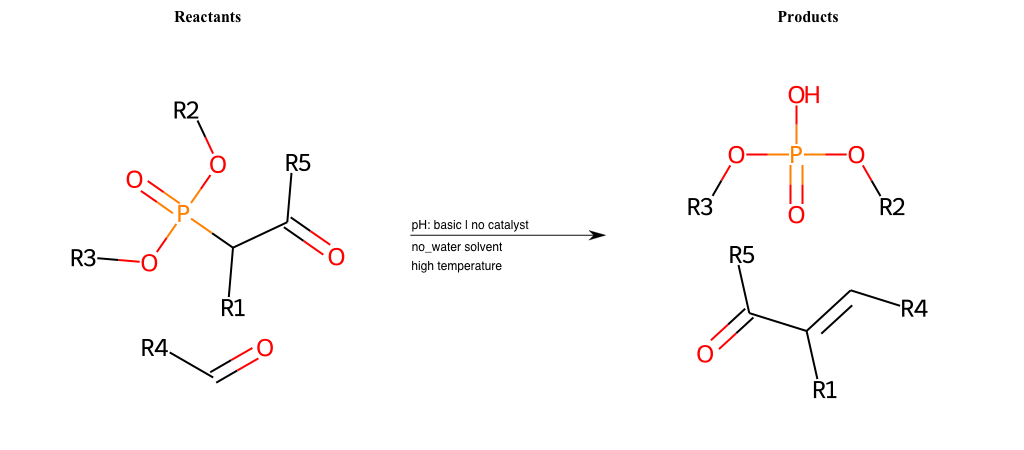 Reactants
Products
R2
O
R5
O
P
R3
O
O
R1
R4
O
pH: basic | no catalyst
no_water solvent
high temperature
OH
O
P
O
R3
O
R2
R5
R4
O
R1